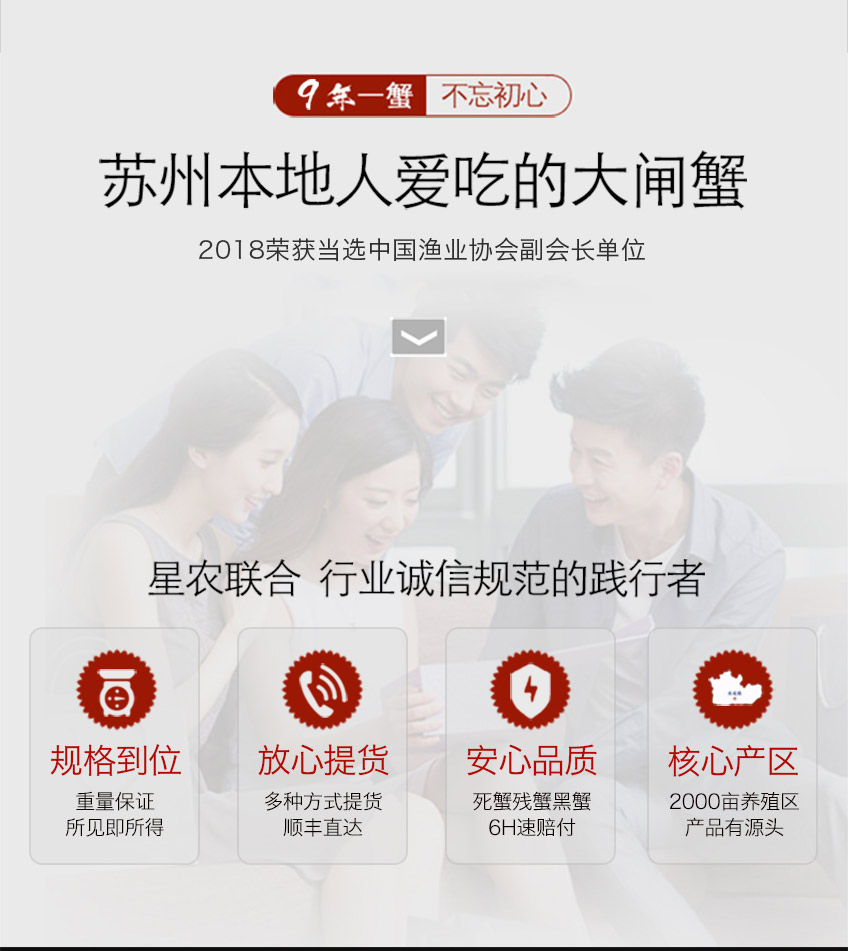 9年一蟹 不忘初心
苏州本地人爱吃的大闸蟹
2018荣获当选中国渔业协会副会长单位
星农联合 行业诚信规范的践行者
规格到位
重量保证
所见即所得
放心提货
多种方式提货
顺丰直达
安心品质
死蟹残蟹黑蟹
6H速赔付
核心产区
2000亩养殖区
产品有源头